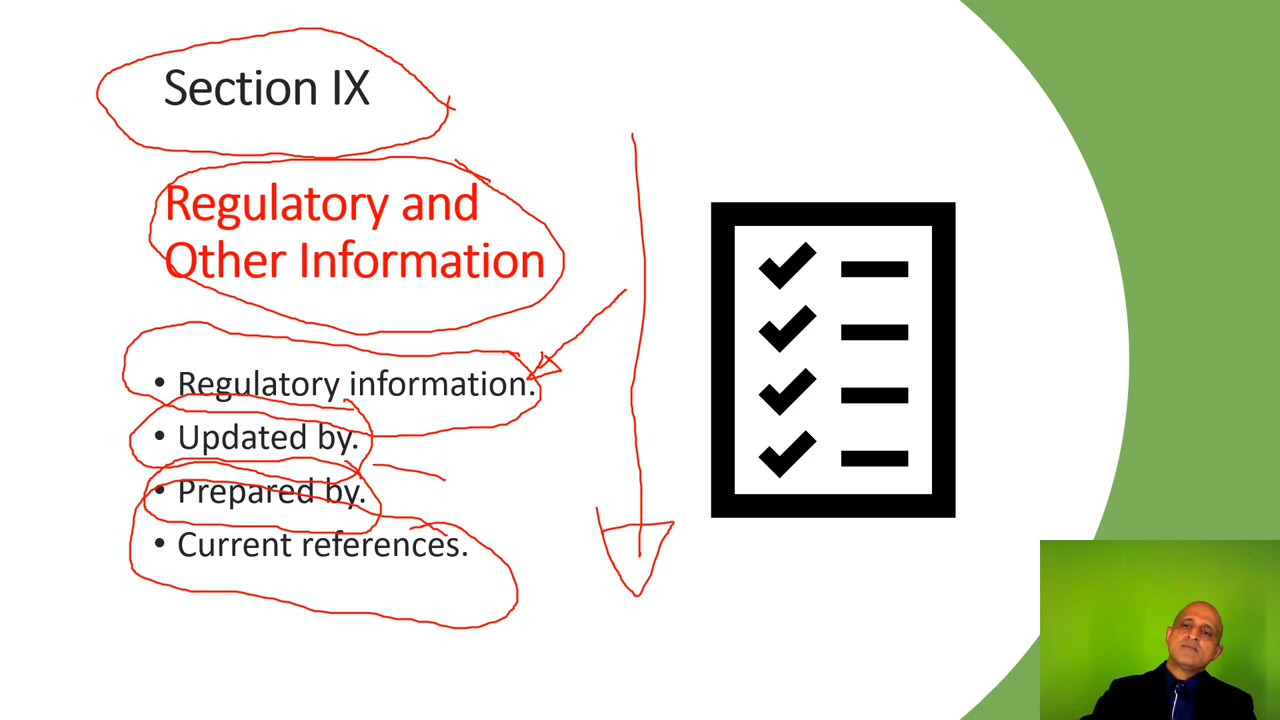 Section IX
Regulatory and
Other Information
• Regulatory information.
• Updated by.
• Prepared by.
• Current references.